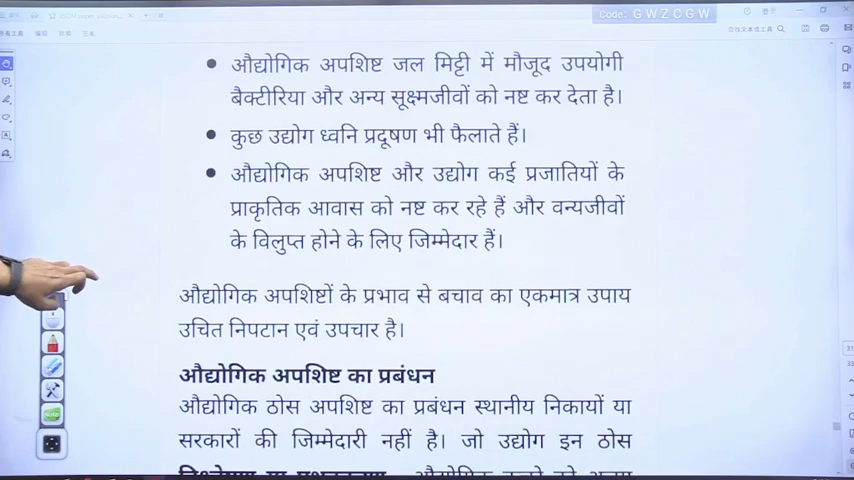 Code: G W Z C G W
औद्योगिक अपशिष्ट जल मिट्टी में मौजूद उपयोगी
बैक्टीरिया और अन्य सूक्ष्मजीवों को नष्ट कर देता है।
कुछ उद्योग ध्वनि प्रदूषण भी फैलाते हैं।
औद्योगिक अपशिष्ट और उद्योग कई प्रजातियों के
प्राकृतिक आवास को नष्ट कर रहे हैं और वन्यजीवों
के विलुप्त होने के लिए जिम्मेदार हैं।
औद्योगिक अपशिष्टों के प्रभाव से बचाव का एकमात्र उपाय
उचित निपटान एवं उपचार है।
औद्योगिक अपशिष्ट का प्रबंधन
औद्योगिक ठोस अपशिष्ट का प्रबंधन स्थानीय निकायों या
सरकारों की जिम्मेदारी नहीं है। जो उद्योग इन ठोस